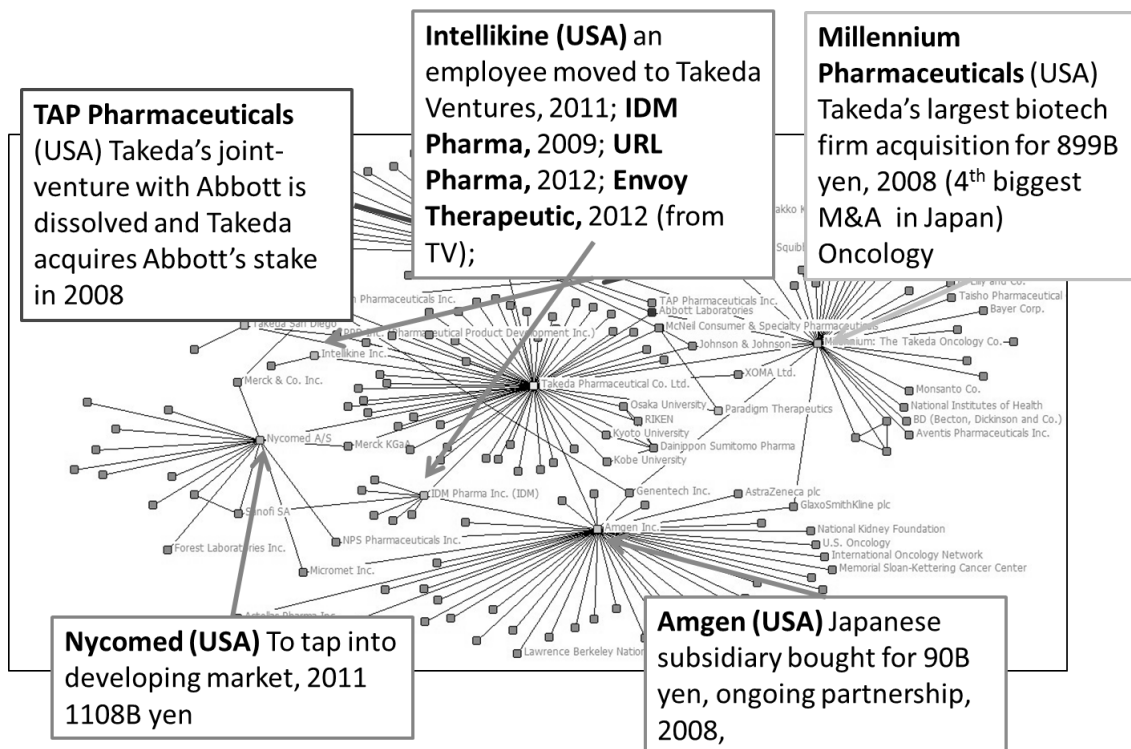 Intellikine (USA) an
employee moved to Takeda
Ventures, 2011; IDM
Pharma, 2009; URL
Pharma, 2012; Envoy
Therapeutic, 2012 (from
TV);
Millennium
Pharmaceuticals (USA)
Takeda's largest biotech
firm acquisition for 899B
yen, 2008 (4th biggest
M&A in Japan)
Oncology
TAP Pharmaceuticals
(USA) Takeda's joint-
venture with Abbott is
dissolved and Takeda
acquires Abbott's stake
in 2008
Pharmaceuticals Inc.
Takeda San Diego
(Pharmaceutical Product Development Inc.)
Intellikine Inc.
Merck & Co. Inc.
TAP Pharmaceuticals Inc.
Abbott Laboratories
McNeil Consumer & Specialty Pharmaceuticals
Johnson & Johnson
Taisho Pharmaceutical
Bayer Corp.
Millennium: The Takeda Oncology Co.
XOMA Ltd.
Takeda Pharmaceutical Co. Ltd.
Monsanto Co.
National Institutes of Health
BD (Becton, Dickinson and Co.)
Aventis Pharmaceuticals Inc.
Osaka University
RIKEN
Paradigm Therapeutics
Kyoto University
Dainippon Sumitomo Pharma
Kobe University
Nycomed A/S
Merck KGaA
IDM Pharma Inc. (IDM)
Genentech Inc.
AstraZeneca plc
GlaxoSmithKline plc
Sanofi SA
Forest Laboratories Inc.
NPS Pharmaceuticals Inc.
Micromet Inc.
Amgen Inc.
National Kidney Foundation
U.S. Oncology
International Oncology Network
Memorial Sloan-Kettering Cancer Center
Lawrence Berkeley Nation
Nycomed (USA) To tap into
developing market, 2011
1108B yen
Amgen (USA) Japanese
subsidiary bought for 90B
yen, ongoing partnership,
2008,